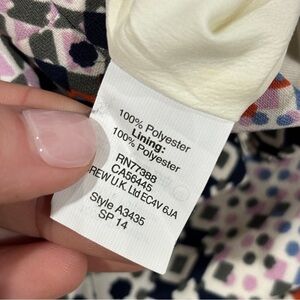 100% Polyester
Lining:
100% Polyester
RN77388
CA56445
REW U.K. Ltd EC4V 6JA
Style A3435
SP 14